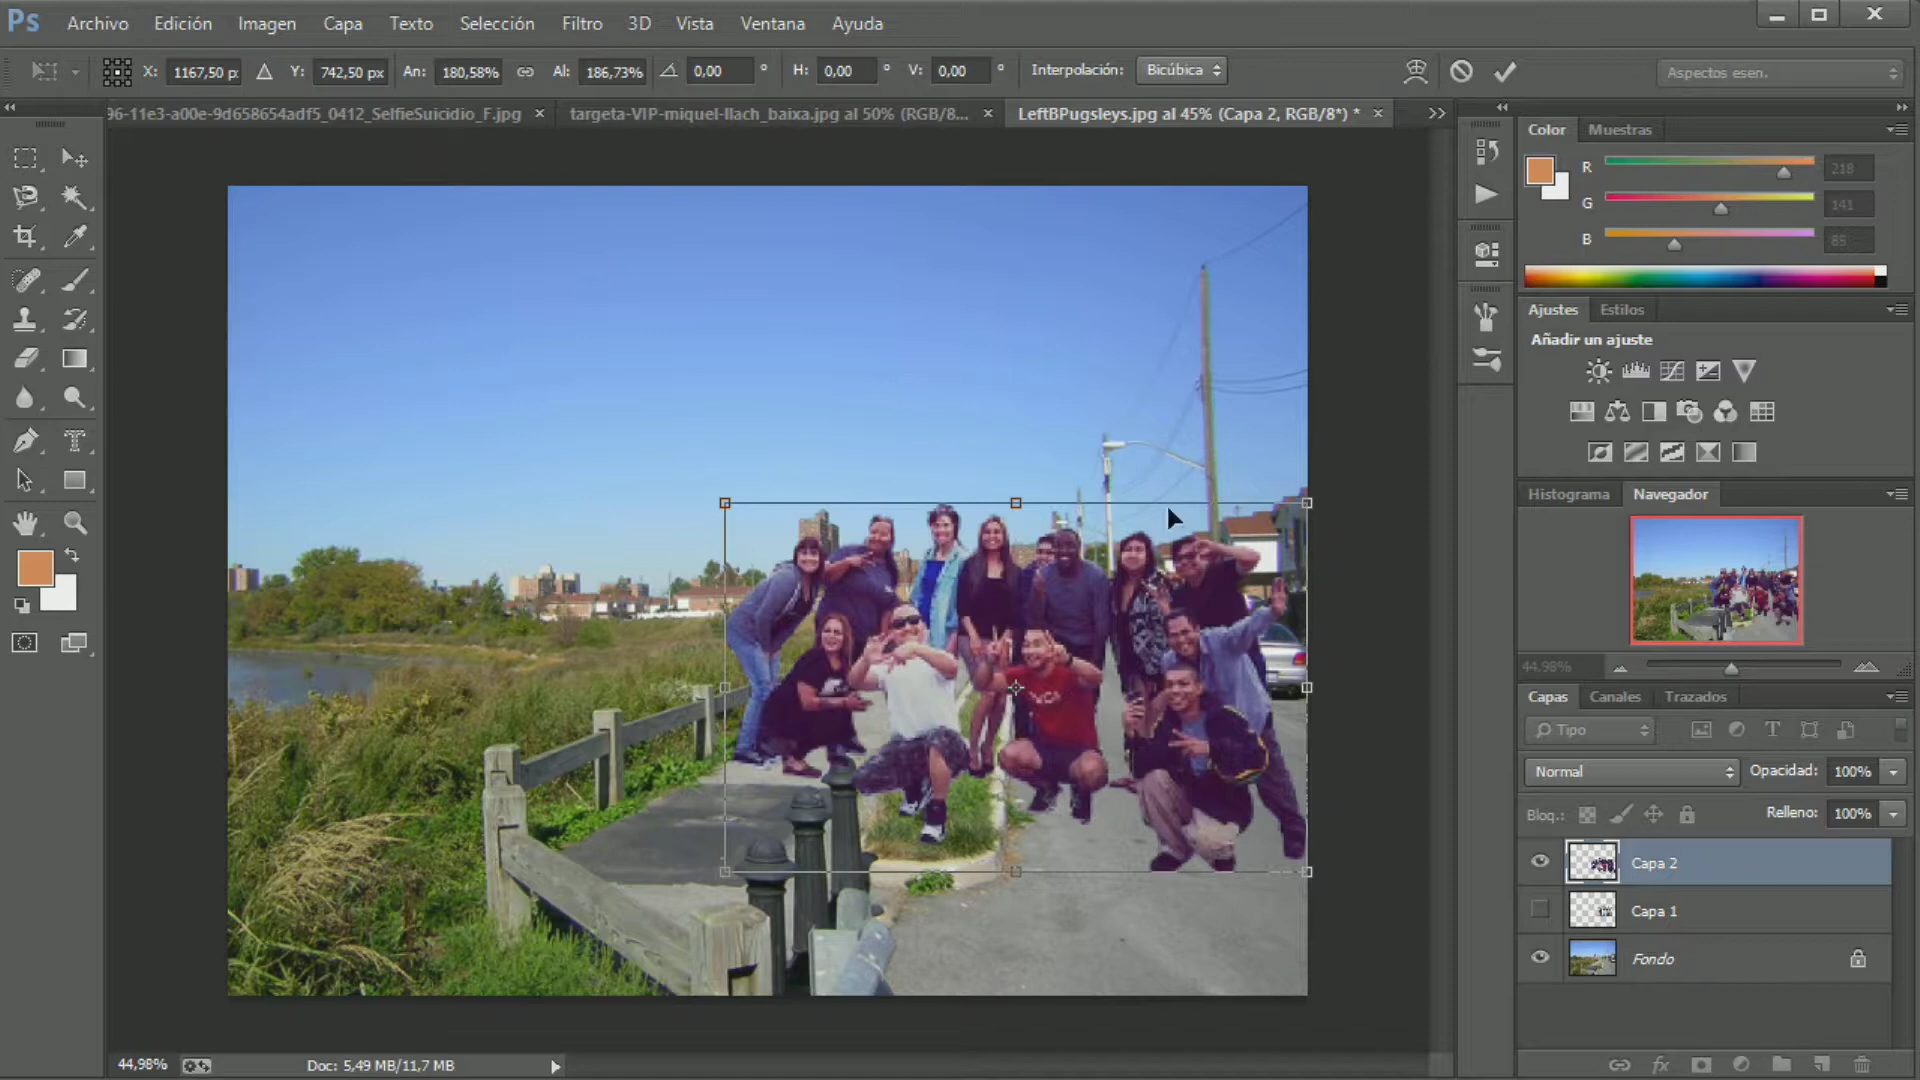 Ps Archivo Edición Imagen Capa Texto Selección Filtro 3D Vista Ventana Ayuda
X: 1167,50 p Y: 742,50 px An: 180,58% Al: 186,73% 0,00 ° H: 0,00 ° V: 0,00 ° Interpolación: Bicúbica Aspectos esen.
96-11e3-a00e-9d658654adf5_0412_SelfieSuicidio_F.jpg × targeta-VIP-miquel-llach_baixa.jpg al 50% (RGB/8... × LeftBPugsleys.jpg al 45% (Capa 2, RGB/8*) * ×
Color Muestras
R 218
G 141
B 85
Ajustes Estilos
Añadir un ajuste
Histograma Navegador
44.98%
Capas Canales Trazados
Tipo
Normal Opacidad: 100%
Bloq.: Relleno: 100%
Capa 2
Capa 1
Fondo
44,98% Doc: 5,49 MB/11,7 MB